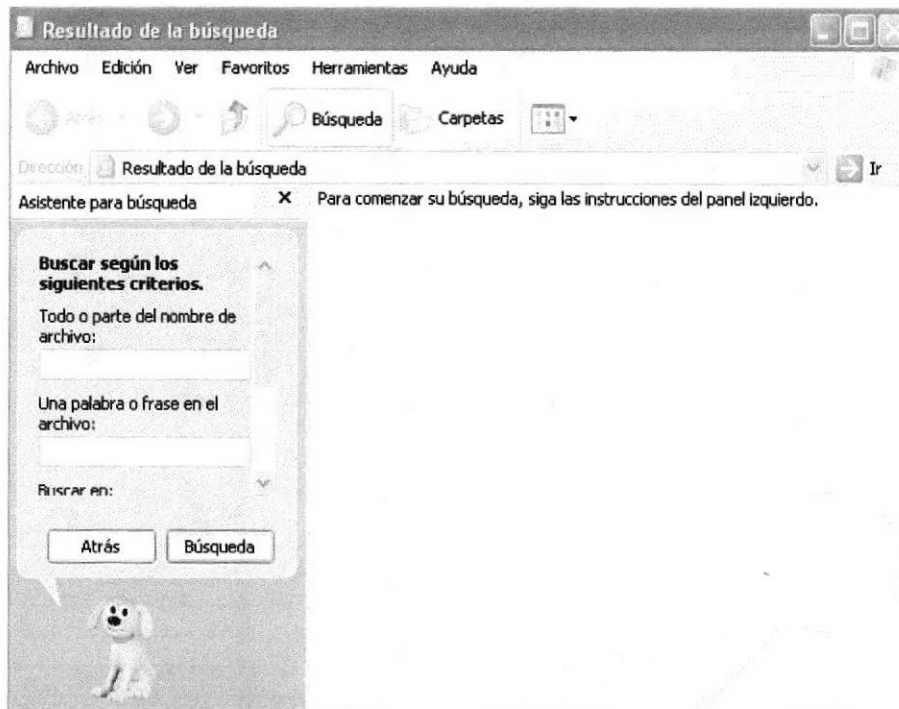 Resultado de la búsqueda
Archivo Edición Ver Favoritos Herramientas Ayuda
Atrás Búsqueda Carpetas
Dirección Resultado de la búsqueda Ir
Asistente para búsqueda
Para comenzar su búsqueda, siga las instrucciones del panel izquierdo.
Buscar según los
siguientes criterios.
Todo o parte del nombre de
archivo:
Una palabra o frase en el
archivo:
Buscar en:
Atrás Búsqueda